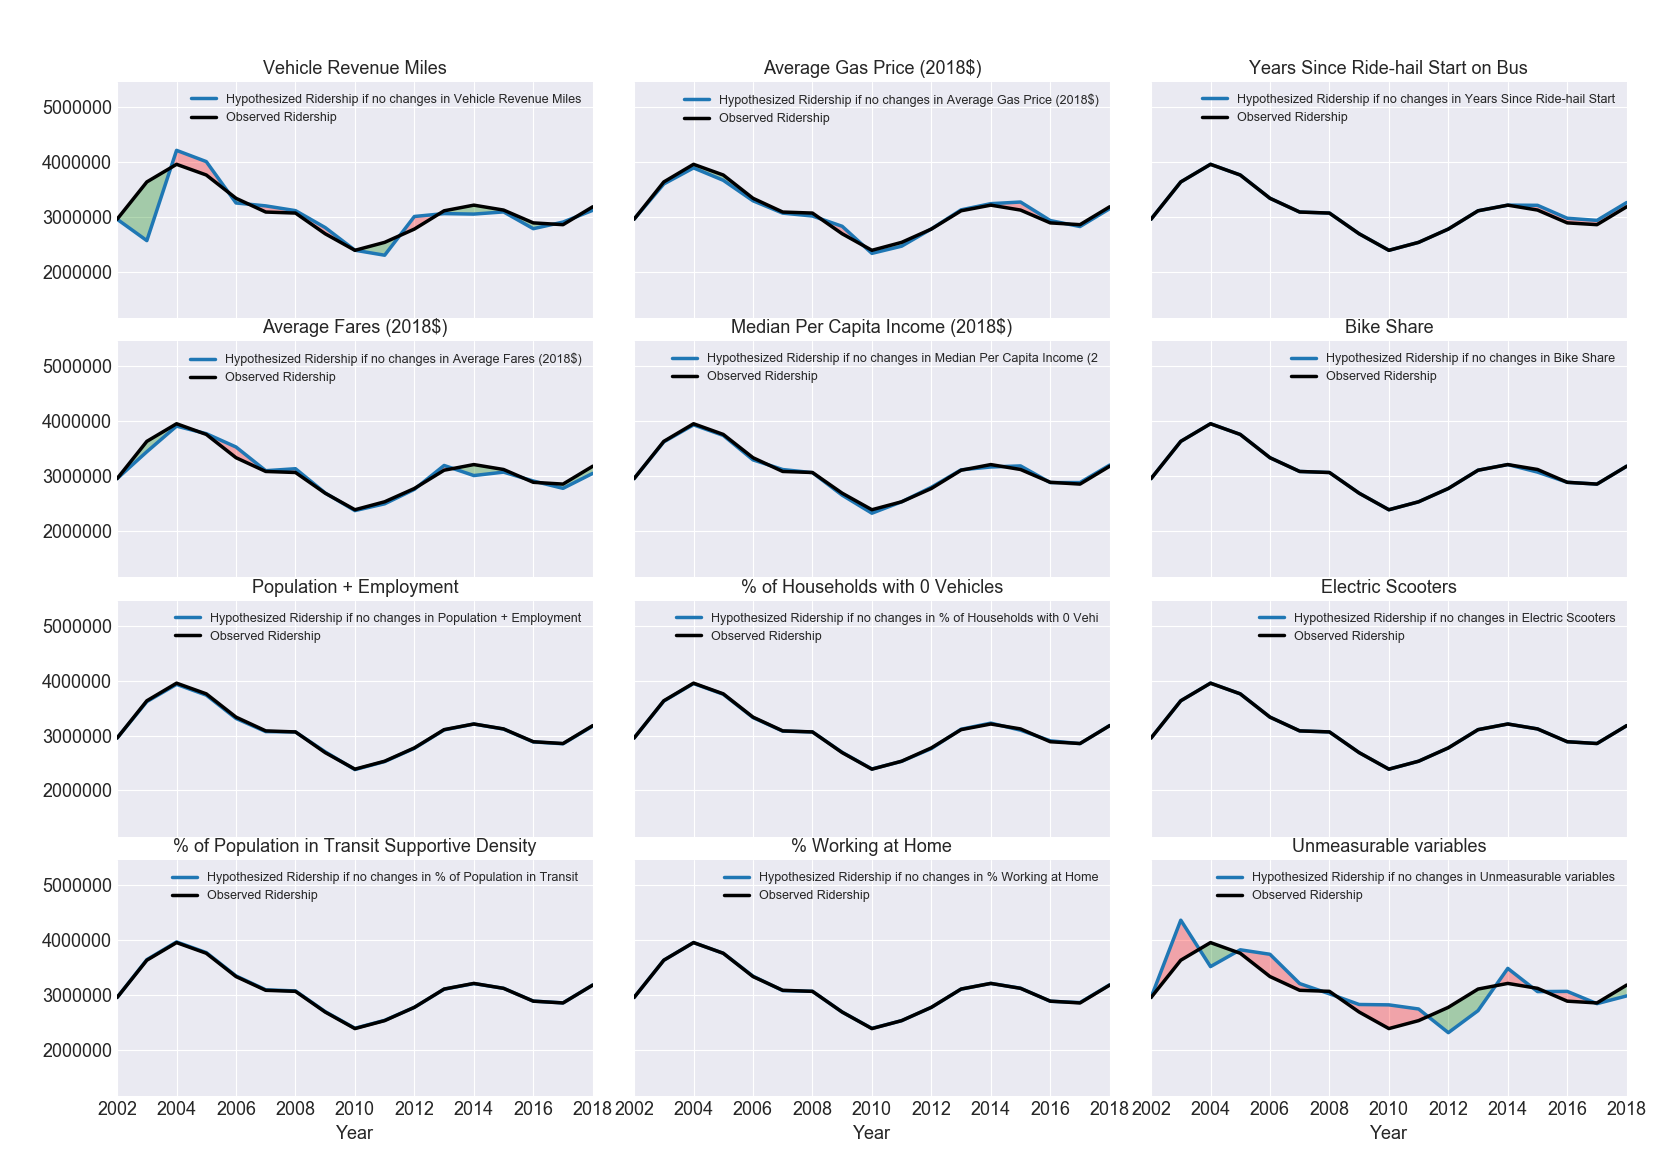 Vehicle Revenue Miles
Hypothesized Ridership if no changes in Vehicle Revenue Miles
Observed Ridership
5000000
4000000
3000000
2000000
Average Gas Price (2018$)
Hypothesized Ridership if no changes in Average Gas Price (2018$)
Observed Ridership
Years Since Ride-hail Start on Bus
Hypothesized Ridership if no changes in Years Since Ride-hail Start
Observed Ridership
Average Fares (2018$)
Hypothesized Ridership if no changes in Average Fares (2018$)
Observed Ridership
5000000
4000000
3000000
2000000
Median Per Capita Income (2018$)
Hypothesized Ridership if no changes in Median Per Capita Income (2
Observed Ridership
Bike Share
Hypothesized Ridership if no changes in Bike Share
Observed Ridership
Population + Employment
Hypothesized Ridership if no changes in Population + Employment
Observed Ridership
5000000
4000000
3000000
2000000
% of Households with 0 Vehicles
Hypothesized Ridership if no changes in % of Households with 0 Vehi
Observed Ridership
Electric Scooters
Hypothesized Ridership if no changes in Electric Scooters
Observed Ridership
% of Population in Transit Supportive Density
Hypothesized Ridership if no changes in % of Population in Transit
Observed Ridership
5000000
4000000
3000000
2000000
2002 2004 2006 2008 2010 2012 2014 2016 2018
Year
% Working at Home
Hypothesized Ridership if no changes in % Working at Home
Observed Ridership
2002 2004 2006 2008 2010 2012 2014 2016 2018
Year
Unmeasurable variables
Hypothesized Ridership if no changes in Unmeasurable variables
Observed Ridership
2002 2004 2006 2008 2010 2012 2014 2016 2018
Year